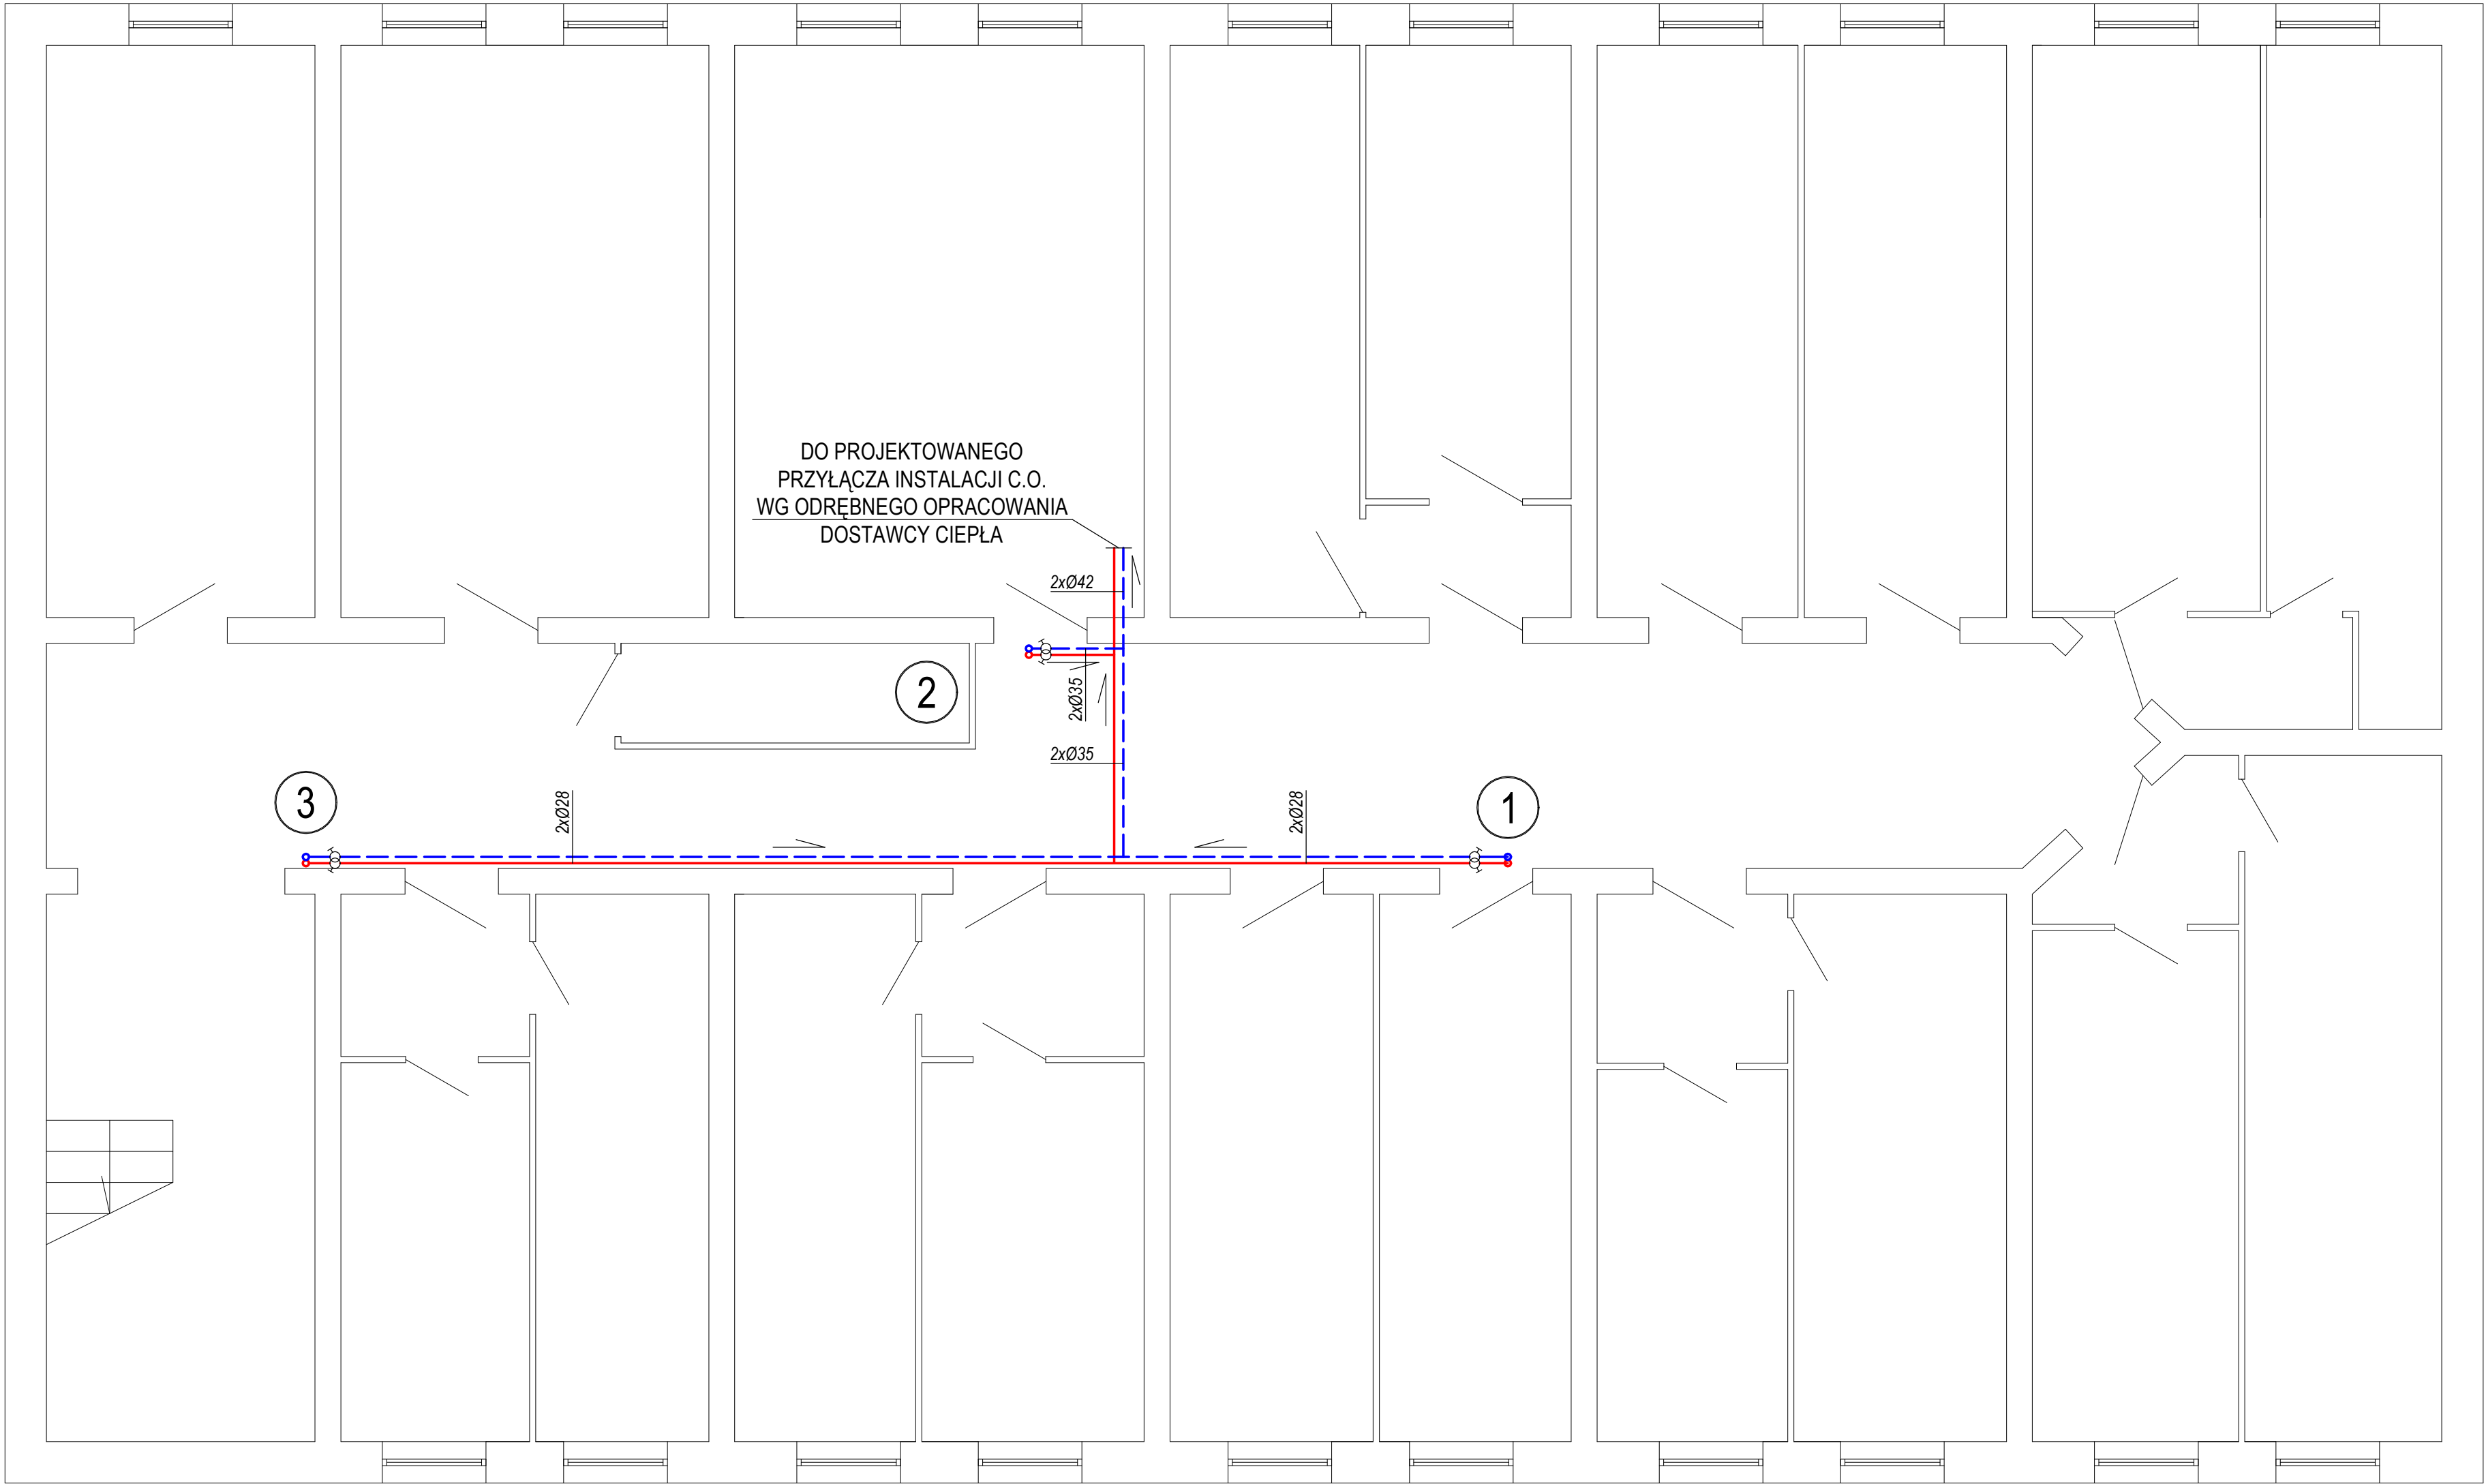 DO PROJEKTOWANEGO
PRZYŁĄCZA INSTALACJI C.O.
WG ODRĘBNEGO OPRACOWANIA
DOSTAWCY CIEPŁA
2xØ42
2
2xØ35
2xØ35
3
2xØ28
2xØ28
1